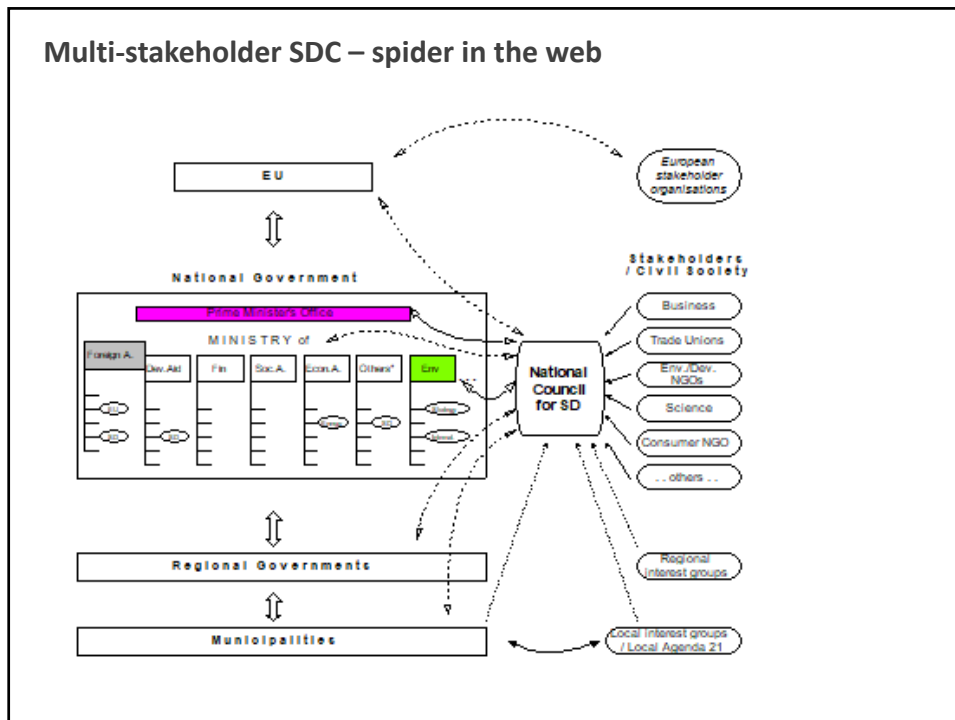 Multi-stakeholder SDC – spider in the web
EU
European
stakeholder
organisations
National Government
Stakeholders
/ Civil Society
Prime Minister's Office
MINISTRY of
Foreign A.
Dev.Aid
Fin
Soc.A.
Econ.A.
Others*
Env
National
Council
for SD
Business
Trade Unions
Env./Dev.
NGOs
Science
Consumer NGO
. . others . .
Regional Governments
Regional
interest groups
Municipalities
Local interest groups
/ Local Agenda 21